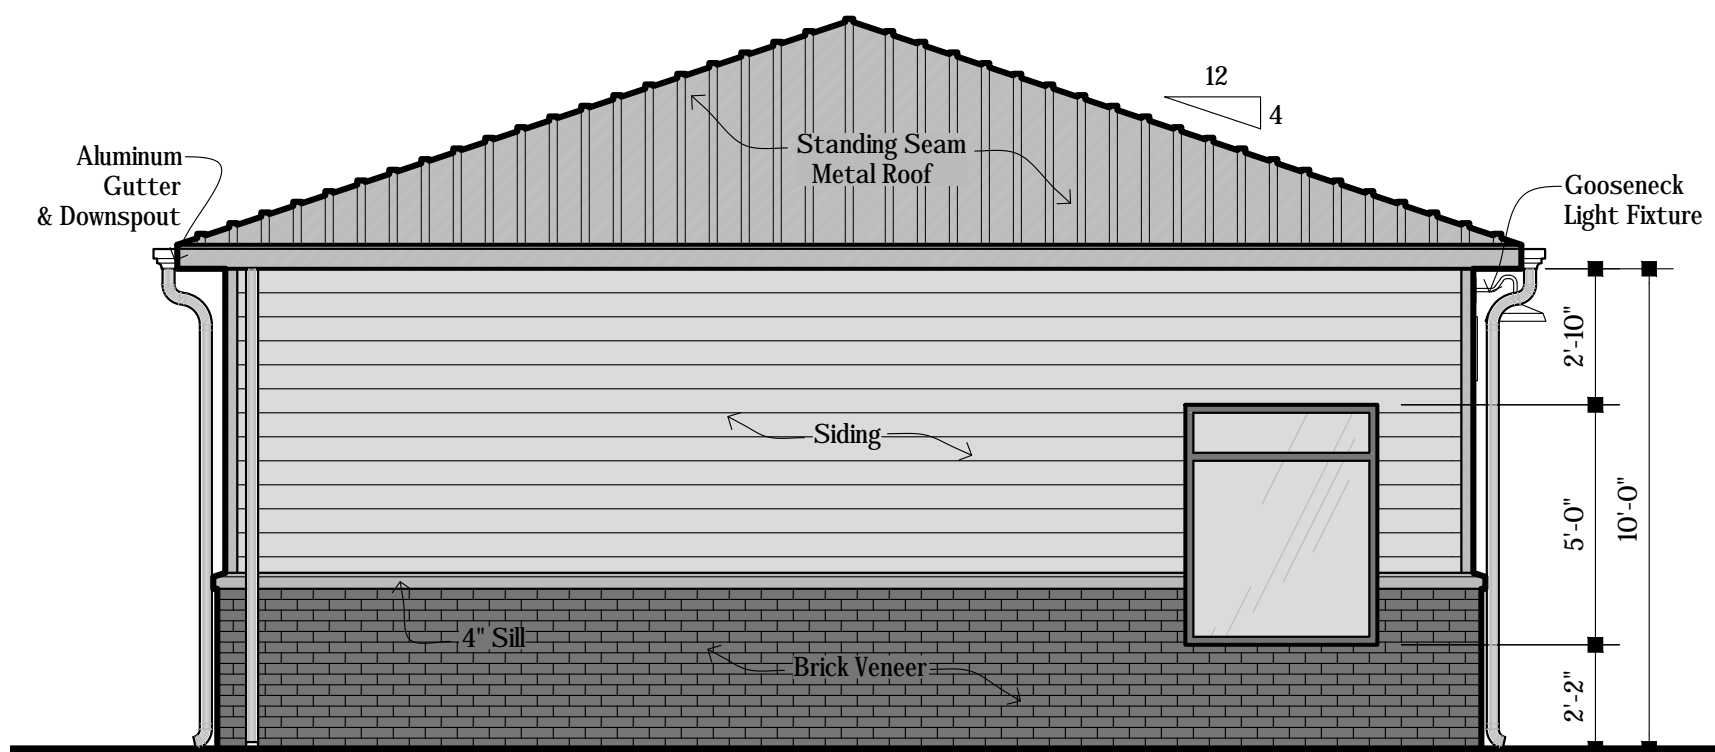 12
4
Standing Seam
Metal Roof
Aluminum
Gutter
& Downspout
Gooseneck
Light Fixture
2'-10"
Siding
5'-0"
10'-0"
4" Sill
Brick Veneer
2'-2"